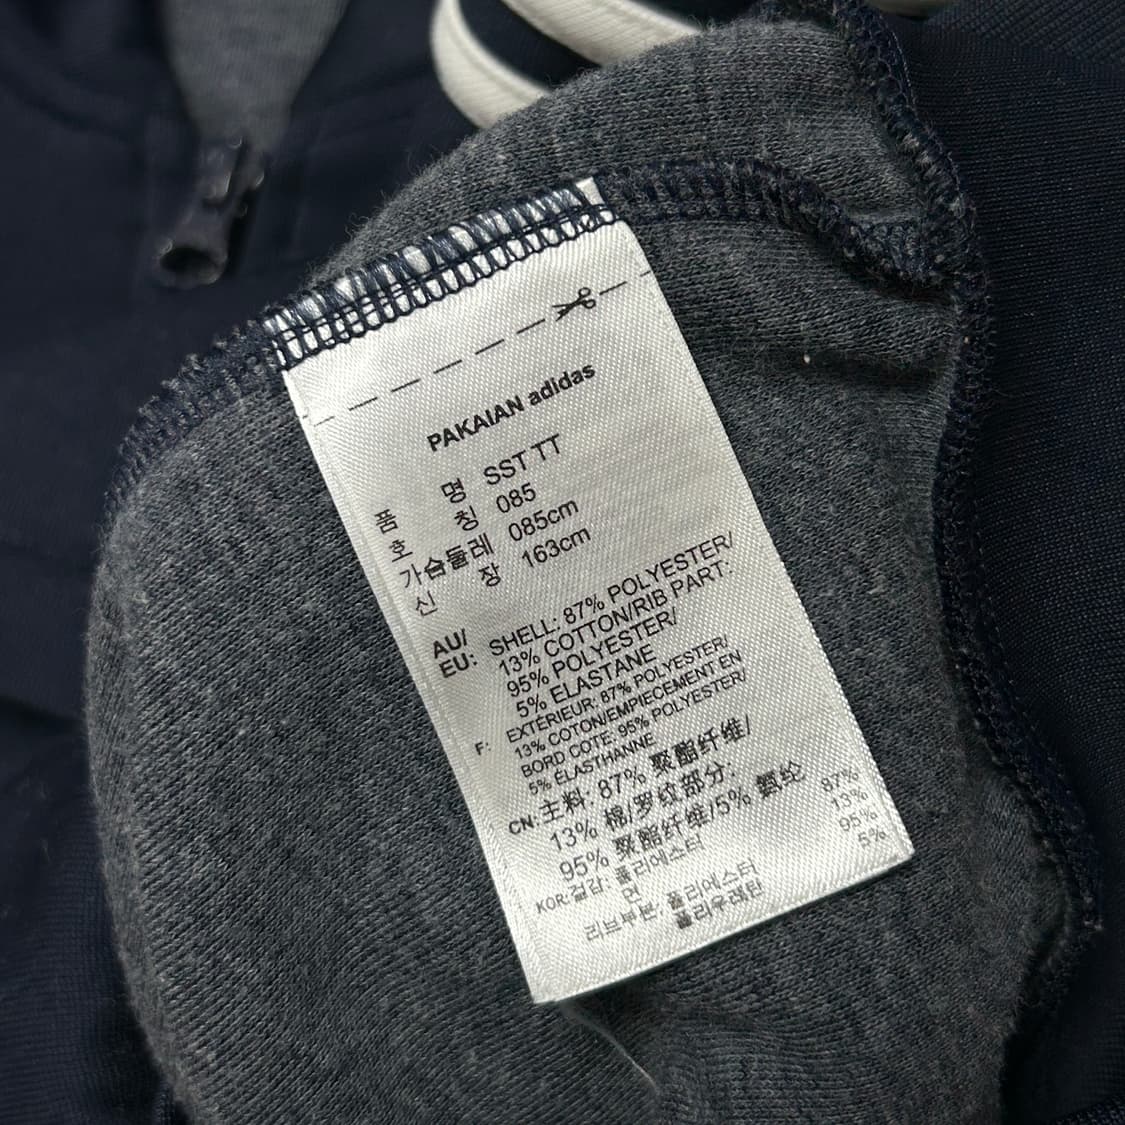 PAKAIAN adidas
품 명 SST TT
호 칭 085
가슴둘레 085cm
신 장 163cm
AU/
EU: SHELL: 87% POLYESTER/
13% COTTON/RIB PART:
95% POLYESTER/
5% ELASTANE
F: EXTÉRIEUR: 87% POLYESTER/
13% COTON/EMPIECEMENT EN
BORD COTE: 95% POLYESTER/
5% ÉLASTHANNE
CN: 主料: 87% 聚酯纤维/
13% 棉/罗纹部分:
95% 聚酯纤维/5% 氨纶
KOR: 겉감: 폴리에스터 87%
면 13%
리브부분: 폴리에스터 95%
폴리우레탄 5%